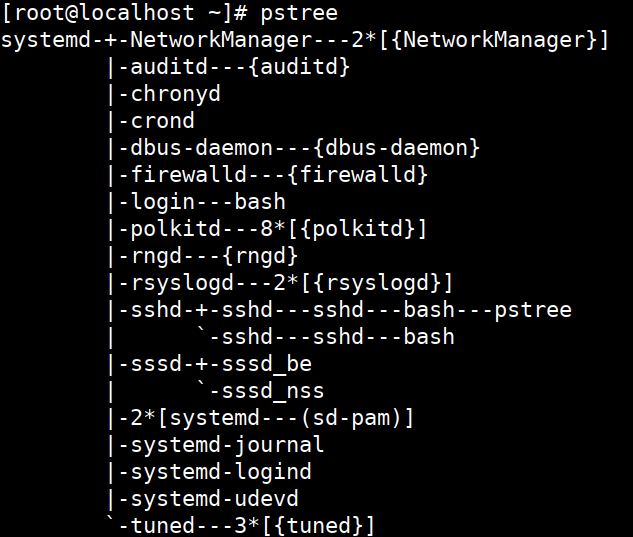 [root@localhost ~]# pstree
systemd-+-NetworkManager---2*[{NetworkManager}]
        |-auditd---{auditd}
        |-chronyd
        |-crond
        |-dbus-daemon---{dbus-daemon}
        |-firewalld---{firewalld}
        |-login---bash
        |-polkitd---8*[{polkitd}]
        |-rngd---{rngd}
        |-rsyslogd---2*[{rsyslogd}]
        |-sshd-+-sshd---sshd---bash---pstree
        |      `-sshd---sshd---bash
        |-sssd-+-sssd_be
        |      `-sssd_nss
        |-2*[systemd---(sd-pam)]
        |-systemd-journal
        |-systemd-logind
        |-systemd-udevd
        `-tuned---3*[{tuned}]